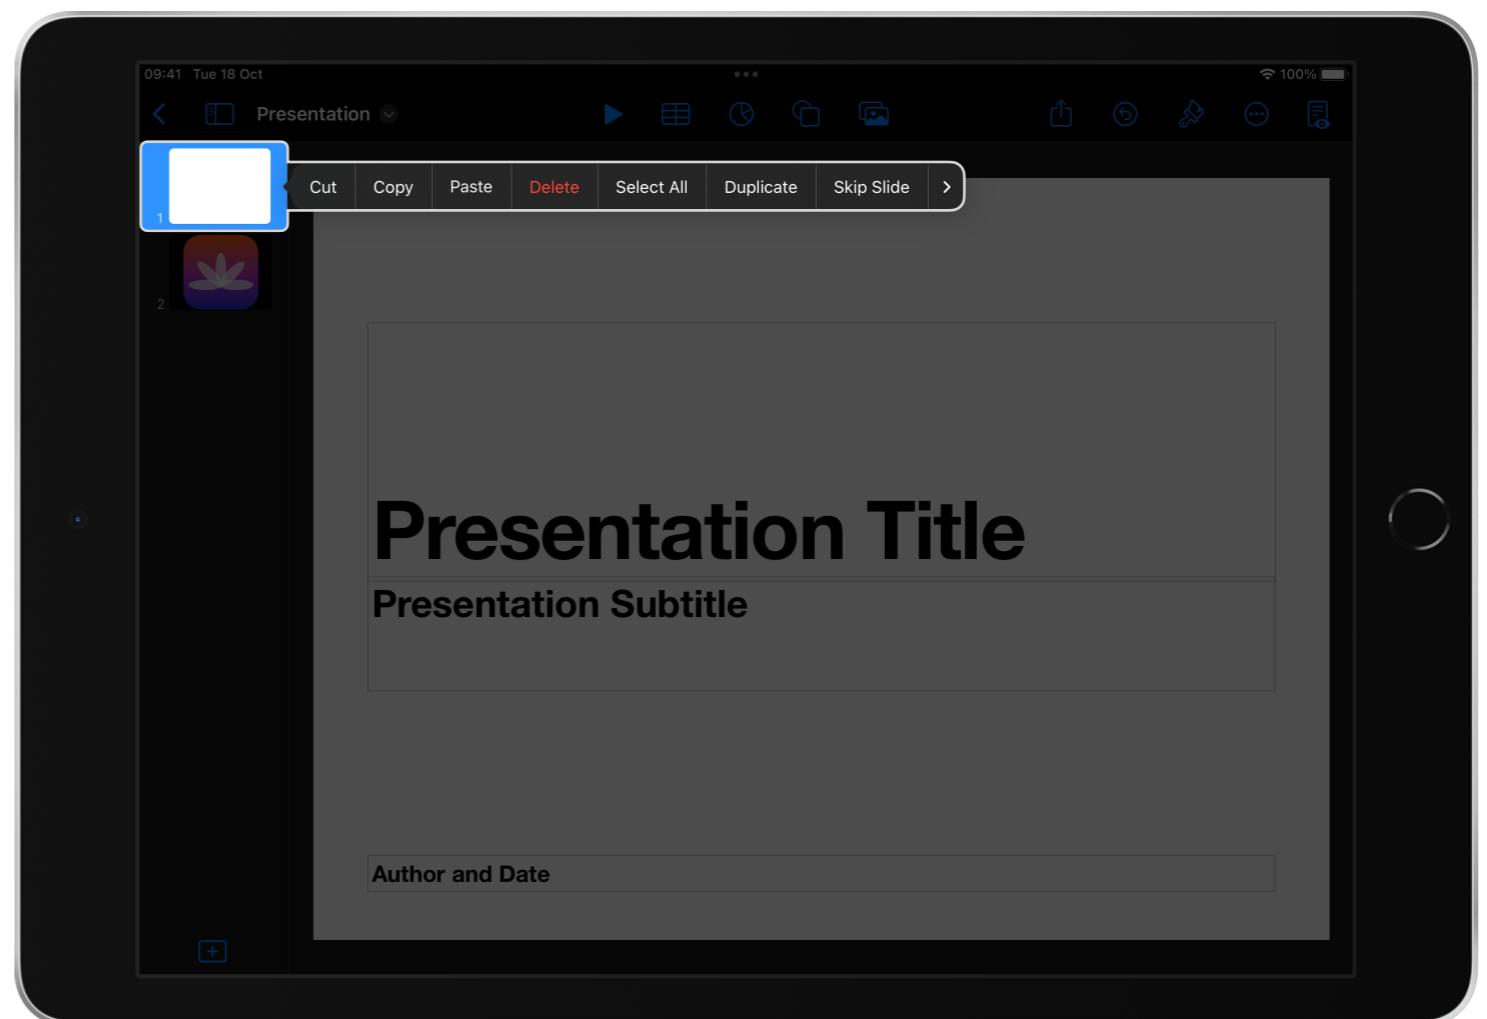 09:41 Tue 18 Oct
100%
Presentation
1
Cut Copy Paste Delete Select All Duplicate Skip Slide
2
Presentation Title
Presentation Subtitle
Author and Date